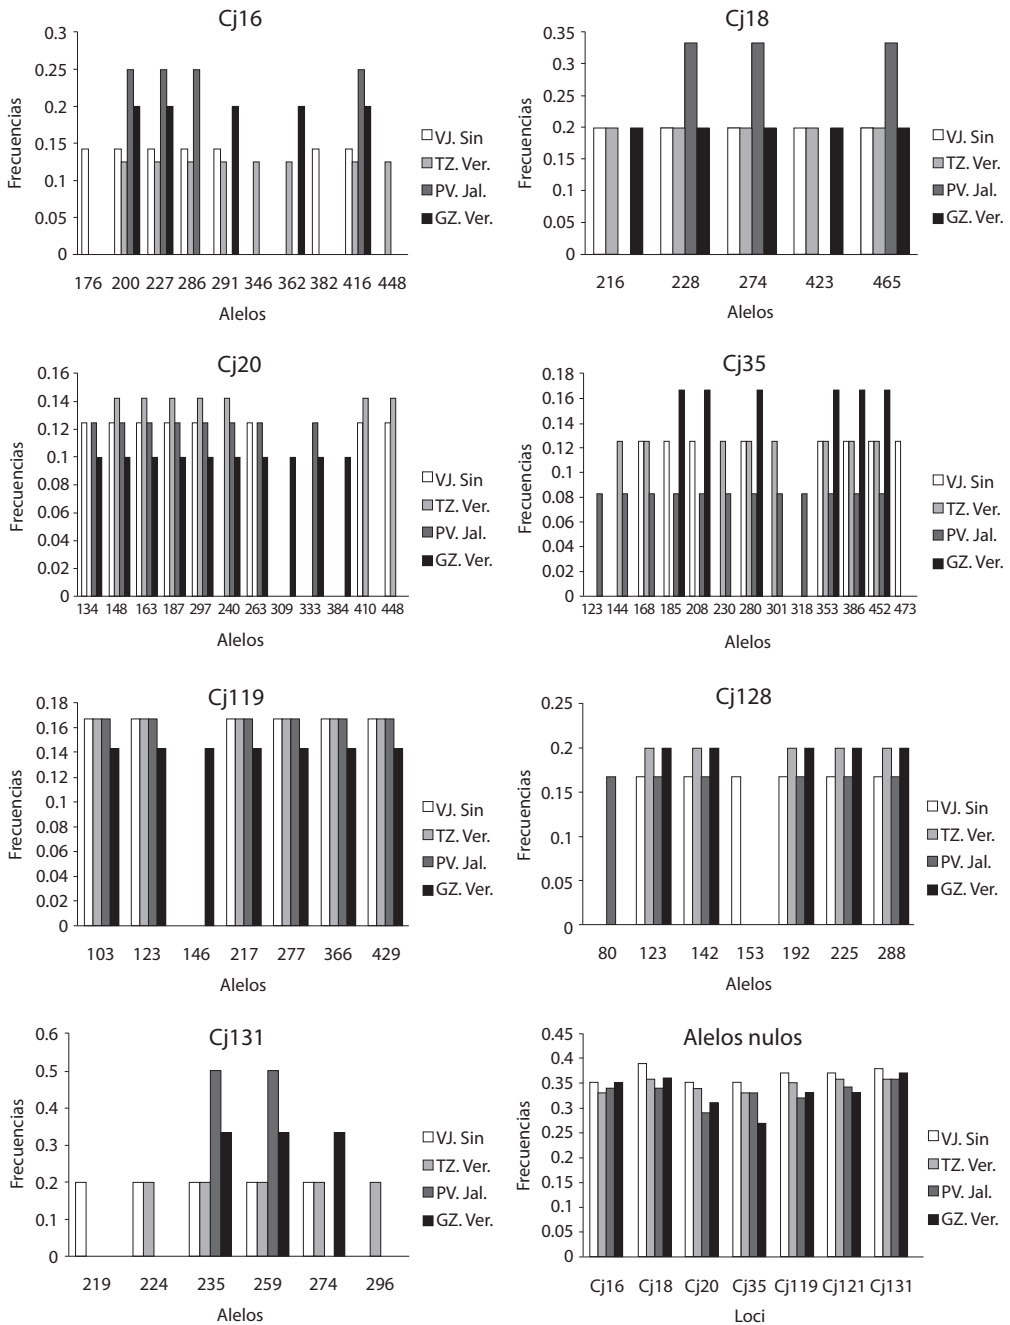 Cj16
0.3
0.25
0.2
0.15
0.1
0.05
0
Frecuencias
176 200 227 286 291 346 362 382 416 448
Alelos
VJ. Sin
TZ. Ver.
PV. Jal.
GZ. Ver.
Cj18
0.35
0.3
0.25
0.2
0.15
0.1
0.05
0
Frecuencias
216 228 274 423 465
Alelos
VJ. Sin
TZ. Ver.
PV. Jal.
GZ. Ver.
Cj20
0.16
0.14
0.12
0.1
0.08
0.06
0.04
0.02
0
Frecuencias
134 148 163 187 297 240 263 309 333 384 410 448
Alelos
VJ. Sin
TZ. Ver.
PV. Jal.
GZ. Ver.
Cj35
0.18
0.16
0.14
0.12
0.1
0.08
0.06
0.04
0.02
0
Frecuencias
123 144 168 185 208 230 280 301 318 353 386 452 473
Alelos
VJ. Sin
TZ. Ver.
PV. Jal.
GZ. Ver.
Cj119
0.18
0.16
0.14
0.12
0.1
0.08
0.06
0.04
0.02
0
Frecuencias
103 123 146 217 277 366 429
Alelos
VJ. Sin
TZ. Ver.
PV. Jal.
GZ. Ver.
Cj128
0.25
0.2
0.15
0.1
0.05
0
Frecuencias
80 123 142 153 192 225 288
Alelos
VJ. Sin
TZ. Ver.
PV. Jal.
GZ. Ver.
Cj131
0.6
0.5
0.4
0.3
0.2
0.1
0
Frecuencias
219 224 235 259 274 296
Alelos
VJ. Sin
TZ. Ver.
PV. Jal.
GZ. Ver.
Alelos nulos
0.45
0.4
0.35
0.3
0.25
0.2
0.15
0.1
0.05
0
Frecuencias
Cj16 Cj18 Cj20 Cj35 Cj119 Cj121 Cj131
Loci
VJ. Sin
TZ. Ver.
PV. Jal.
GZ. Ver.